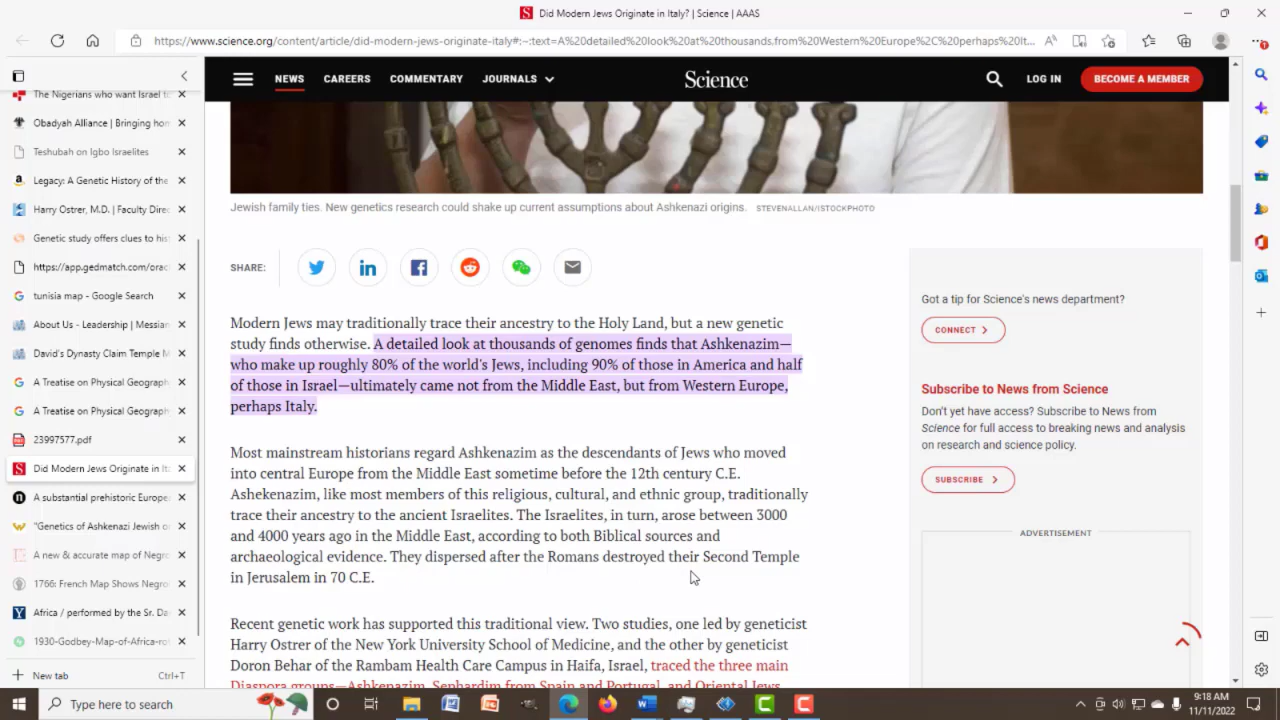 Did Modern Jews Originate in Italy? | Science | AAAS
https://www.science.org/content/article/did-modern-jews-originate-italy#:~:text=A%20detailed%20look%20at%20thousands,from%20Western%20Europe%2C%20perhaps%20It...
The Nigerians who want Israel to
Obadyah Alliance | Bringing hom
Teshubah on Igbo Israelites
Legacy: A Genetic History of the
Harry Ostrer, M.D. | Faculty Direc
Genetic study offers clues to hist
https://app.gedmatch.com/orac
tunisia map - Google Search
About Us - Leadership | Messian
David's Dynasty Claim Temple M
A Treatise on Physical Geograph
A Treatise on Physical Geograph
23997577.pdf
Did Modern Jews Originate in Ita
A substantial prehistoric Europea
"Genetics of Ashkenazi Jewish o
A new & accurate map of Negro
1766: French Map Shows Negro
Africa / performed by the Sr. Da
1930-Godbey-Map-of-Africa-rot
New tab Ctrl+T
NEWS CAREERS COMMENTARY JOURNALS
Science
LOG IN BECOME A MEMBER
Jewish family ties. New genetics research could shake up current assumptions about Ashkenazi origins. STEVENALLAN/ISTOCKPHOTO
SHARE:
Modern Jews may traditionally trace their ancestry to the Holy Land, but a new genetic
study finds otherwise. A detailed look at thousands of genomes finds that Ashkenazim—
who make up roughly 80% of the world's Jews, including 90% of those in America and half
of those in Israel—ultimately came not from the Middle East, but from Western Europe,
perhaps Italy.
Most mainstream historians regard Ashkenazim as the descendants of Jews who moved
into central Europe from the Middle East sometime before the 12th century C.E.
Ashekenazim, like most members of this religious, cultural, and ethnic group, traditionally
trace their ancestry to the ancient Israelites. The Israelites, in turn, arose between 3000
and 4000 years ago in the Middle East, according to both Biblical sources and
archaeological evidence. They dispersed after the Romans destroyed their Second Temple
in Jerusalem in 70 C.E.
Recent genetic work has supported this traditional view. Two studies, one led by geneticist
Harry Ostrer of the New York University School of Medicine, and the other by geneticist
Doron Behar of the Rambam Health Care Campus in Haifa, Israel, traced the three main
Diaspora groups—Ashkenazim, Sephardim from Spain and Portugal, and Oriental Jews
Got a tip for Science's news department?
CONNECT
Subscribe to News from Science
Don't yet have access? Subscribe to News from
Science for full access to breaking news and analysis
on research and science policy.
SUBSCRIBE
ADVERTISEMENT
Type here to search
9:18 AM
11/11/2022